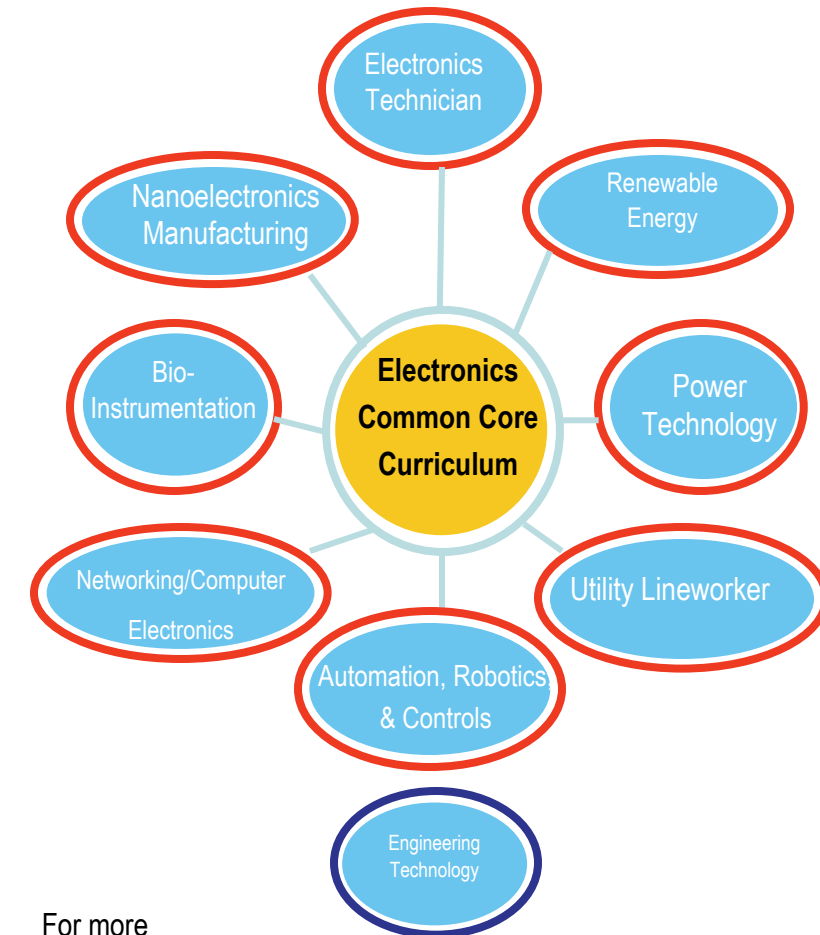 Electronics
Technician
Nanoelectronics
Manufacturing
Renewable
Energy
Bio-
Instrumentation
Electronics
Common Core
Curriculum
Power
Technology
Networking/Computer
Electronics
Utility Lineworker
Automation, Robotics,
& Controls
Engineering
Technology
For more